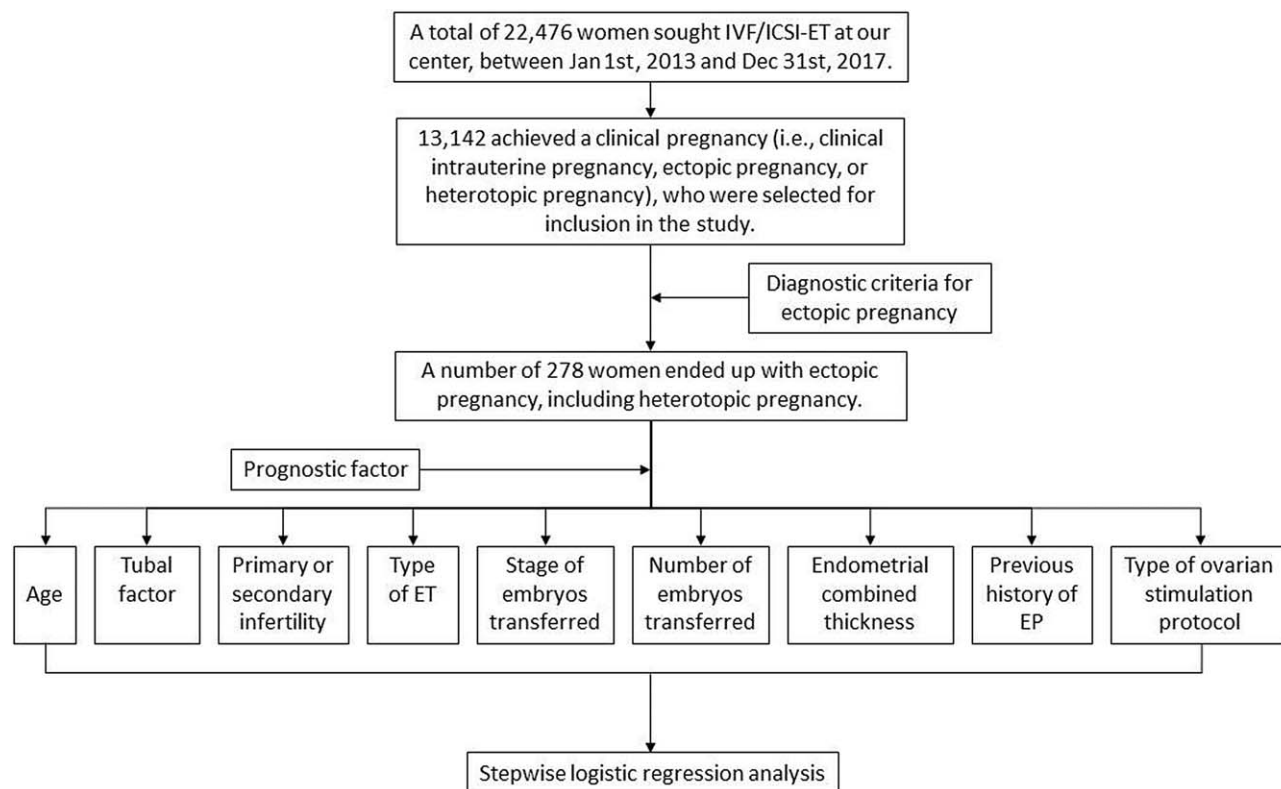 A total of 22,476 women sought IVF/ICSI-ET at our
center, between Jan 1st, 2013 and Dec 31st, 2017.
13,142 achieved a clinical pregnancy (i.e., clinical
intrauterine pregnancy, ectopic pregnancy, or
heterotopic pregnancy), who were selected for
inclusion in the study.
Diagnostic criteria for
ectopic pregnancy
A number of 278 women ended up with ectopic
pregnancy, including heterotopic pregnancy.
Prognostic factor
Age
Tubal
factor
Primary or
secondary
infertility
Type
of ET
Stage of
embryos
transferred
Number of
embryos
transferred
Endometrial
combined
thickness
Previous
history of
EP
Type of ovarian
stimulation
protocol
Stepwise logistic regression analysis